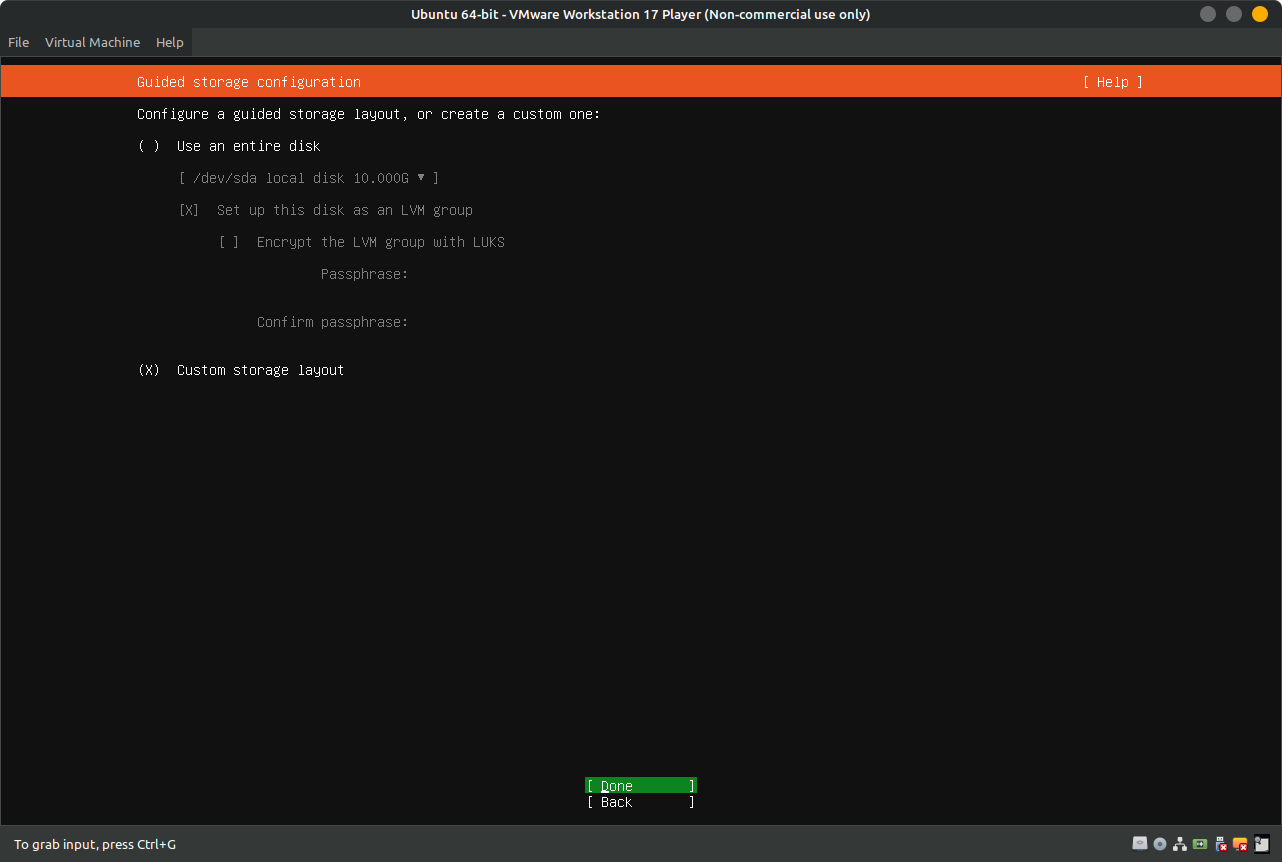 Ubuntu 64-bit - VMware Workstation 17 Player (Non-commercial use only)
File Virtual Machine Help
Guided storage configuration [ Help ]
Configure a guided storage layout, or create a custom one:
( ) Use an entire disk
[ /dev/sda local disk 10.000G ▾ ]
[X] Set up this disk as an LVM group
[ ] Encrypt the LVM group with LUKS
Passphrase:
Confirm passphrase:
(X) Custom storage layout
[ Done ]
[ Back ]
To grab input, press Ctrl+G